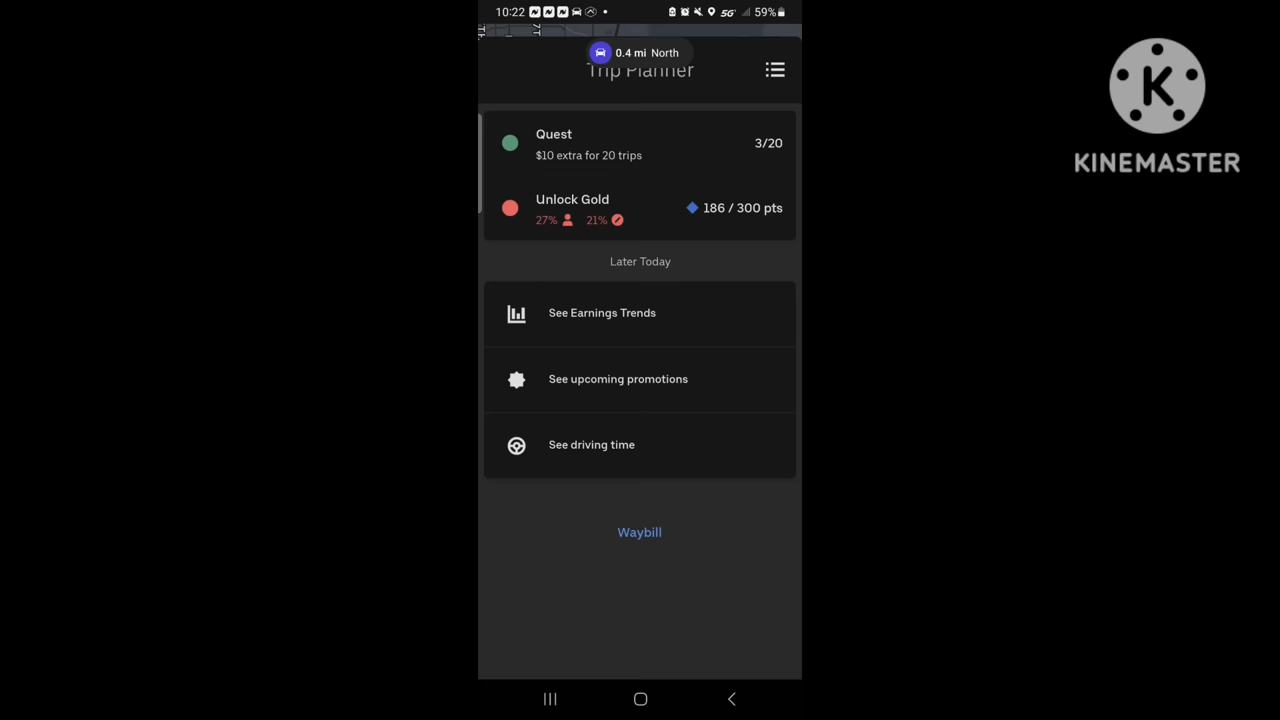 10:22
5G
59%
0.4 mi North
Trip Planner
Quest
$10 extra for 20 trips
3/20
Unlock Gold
27%
21%
186 / 300 pts
Later Today
See Earnings Trends
See upcoming promotions
See driving time
Waybill
K
KINEMASTER